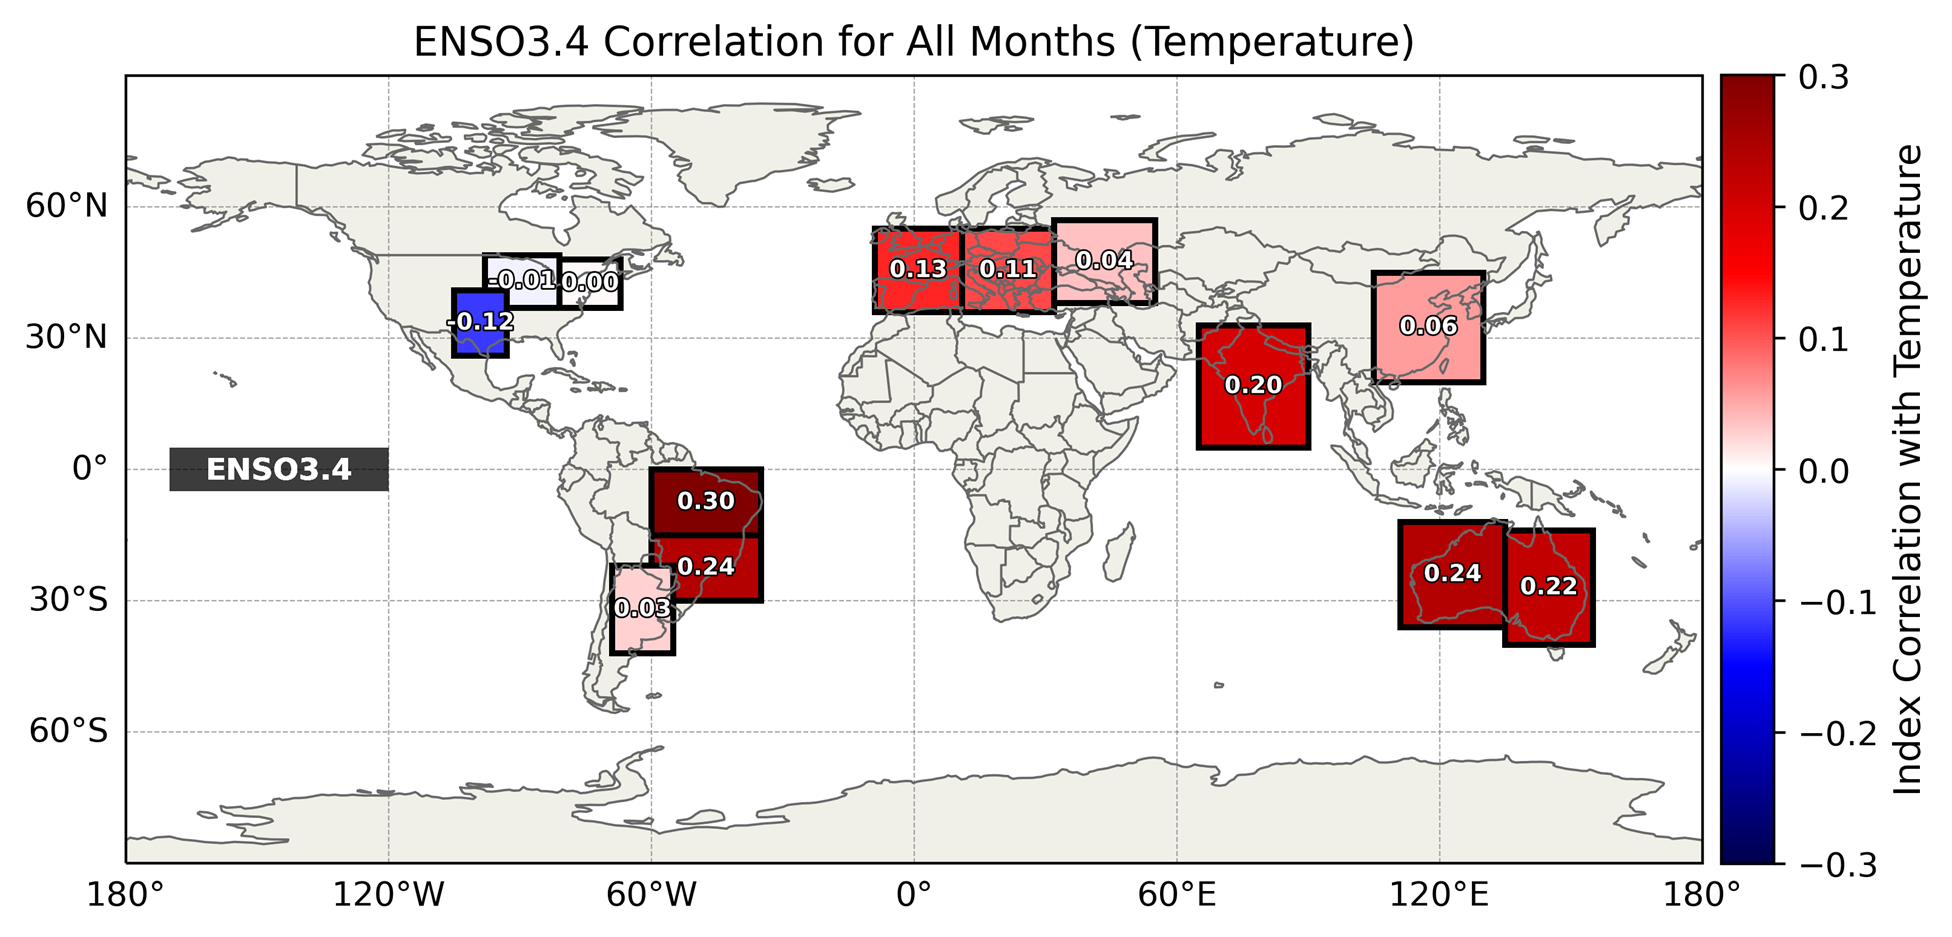 ENSO3.4 Correlation for All Months (Temperature)
60°N
30°N
0°
30°S
60°S
180°
120°W
60°W
0°
60°E
120°E
180°
-0.01
0.00
-0.12
0.13
0.11
0.04
0.06
0.20
ENSO3.4
0.30
0.24
0.03
0.24
0.22
0.3
0.2
0.1
0.0
−0.1
−0.2
−0.3
Index Correlation with Temperature